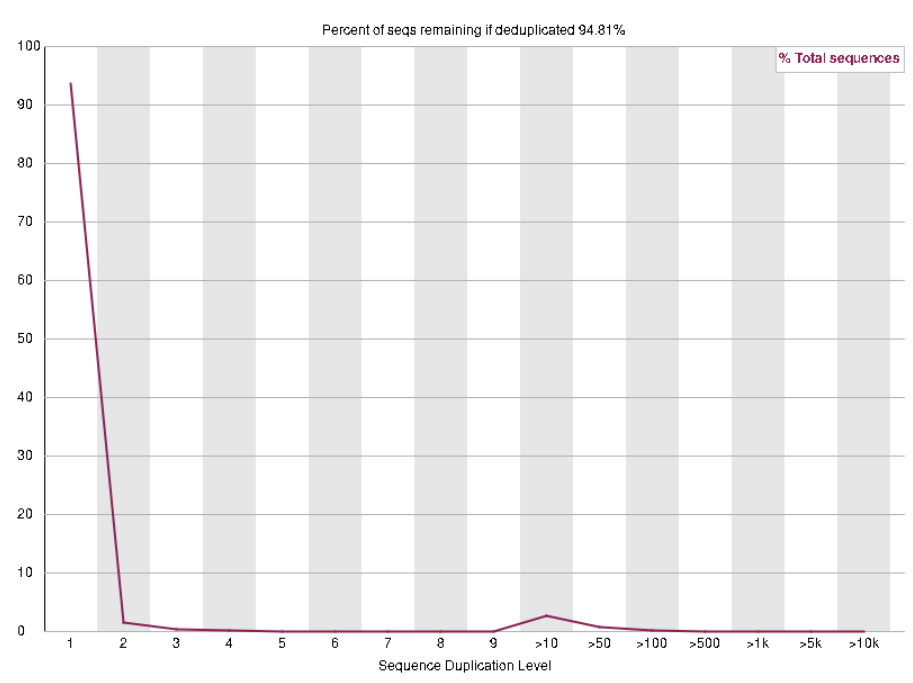 Percent of seqs remaining if deduplicated 94.81%
% Total sequences
100
90
80
70
60
50
40
30
20
10
0
1 2 3 4 5 6 7 8 9 >10 >50 >100 >500 >1k >5k >10k
Sequence Duplication Level